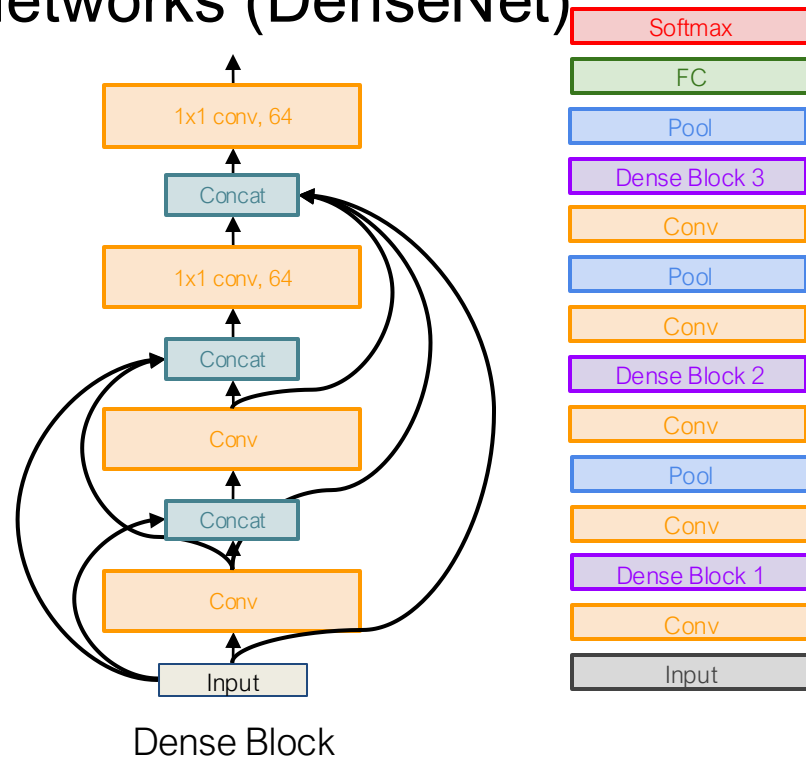 etworks (DenseNet)
1x1 conv, 64
Concat
1x1 conv, 64
Concat
Conv
Concat
Conv
Input
Dense Block
Softmax
FC
Pool
Dense Block 3
Conv
Pool
Conv
Dense Block 2
Conv
Pool
Conv
Dense Block 1
Conv
Input